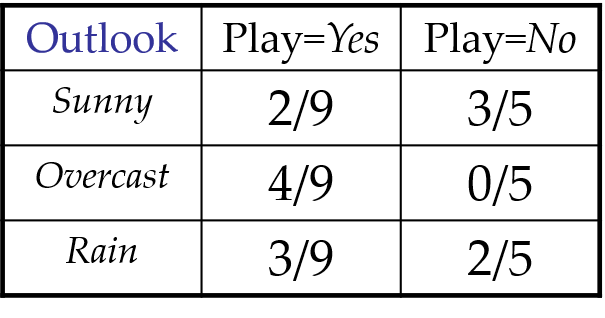 Outlook Play=Yes Play=No
Sunny 2/9 3/5
Overcast 4/9 0/5
Rain 3/9 2/5